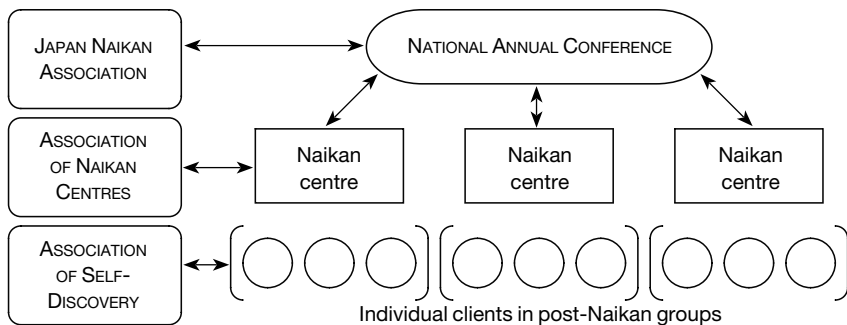 JAPAN NAIKAN
ASSOCIATION
NATIONAL ANNUAL CONFERENCE
ASSOCIATION
OF NAIKAN
CENTRES
Naikan
centre
Naikan
centre
Naikan
centre
ASSOCIATION
OF SELF-
DISCOVERY
Individual clients in post-Naikan groups